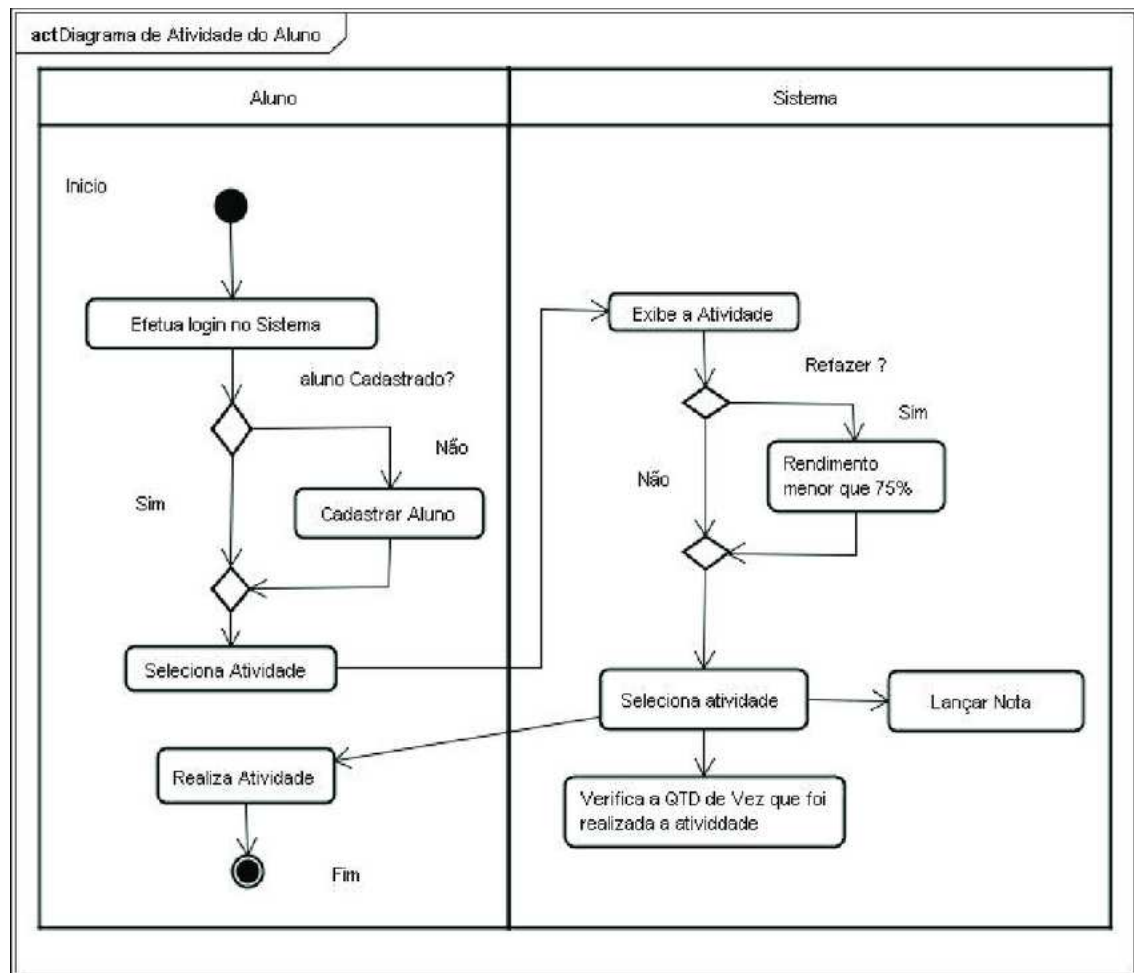 actDiagrama de Atividade do Aluno
Aluno
Sistema
Inicio
Efetua login no Sistema
aluno Cadastrado?
Não
Sim
Cadastrar Aluno
Seleciona Atividade
Exibe a Atividade
Refazer ?
Sim
Não
Rendimento
menor que 75%
Seleciona atividade
Lançar Nota
Realiza Atividade
Verifica a QTD de Vez que foi
realizada a atividdade
Fim